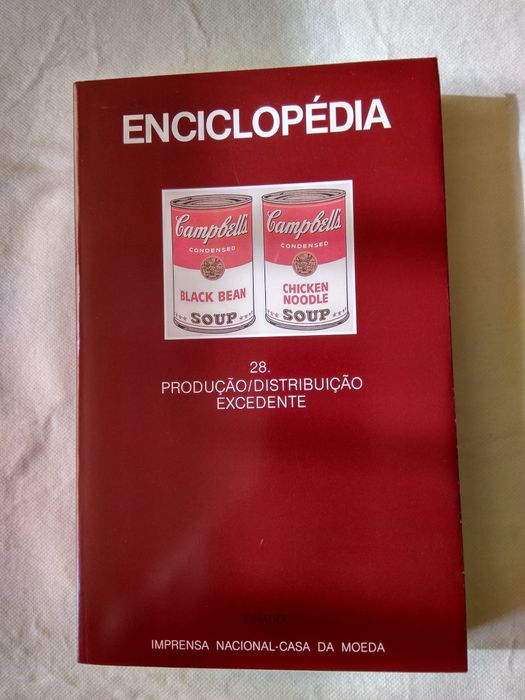 ENCICLOPÉDIA
Campbell's
CONDENSED
BLACK BEAN
SOUP
Campbell's
CONDENSED
CHICKEN
NOODLE
SOUP
28.
PRODUÇÃO/DISTRIBUIÇÃO
EXCEDENTE
EINAUDI
IMPRENSA NACIONAL-CASA DA MOEDA